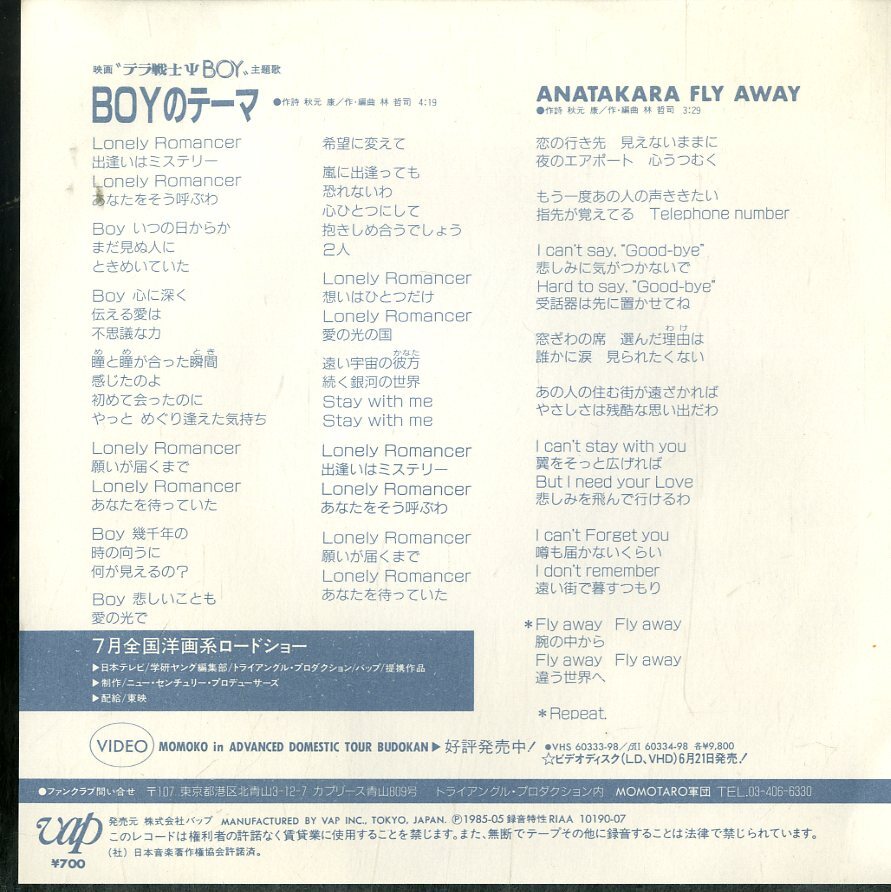 映画“テラ戦士ΨBOY„主題歌
BOYのテーマ ●作詩 秋元 康／作・編曲 林 哲司 4:19
Lonely Romancer
出逢いはミステリー
Lonely Romancer
あなたをそう呼ぶわ
Boy いつの日からか
まだ見ぬ人に
ときめいていた
Boy 心に深く
伝える愛は
不思議な力
瞳と瞳が合った瞬間
感じたのよ
初めて会ったのに
やっと めぐり逢えた気持ち
Lonely Romancer
願いが届くまで
Lonely Romancer
あなたを待っていた
Boy 幾千年の
時の向うに
何が見えるの？
Boy 悲しいことも
愛の光で
希望に変えて
嵐に出逢っても
恐れないわ
心ひとつにして
抱きしめ合うでしょう
2人
Lonely Romancer
想いはひとつだけ
Lonely Romancer
愛の光の国
遠い宇宙の彼方
続く銀河の世界
Stay with me
Stay with me
Lonely Romancer
出逢いはミステリー
Lonely Romancer
あなたをそう呼ぶわ
Lonely Romancer
願いが届くまで
Lonely Romancer
あなたを待っていた
ANATAKARA FLY AWAY
●作詩 秋元 康／作・編曲 林 哲司 3:29
恋の行き先 見えないままに
夜のエアポート 心うつむく
もう一度あの人の声ききたい
指先が覚えてる Telephone number
I can't say, “Good-bye”
悲しみに気がつかないで
Hard to say, “Good-bye”
受話器は先に置かせてね
窓ぎわの席 選んだ理由は
誰かに涙 見られたくない
あの人の住む街が遠ざかれば
やさしさは残酷な思い出だわ
I can't stay with you
翼をそっと広げれば
But I need your Love
悲しみを飛んで行けるわ
I can't Forget you
噂も届かないくらい
I don't remember
遠い街で暮すつもり
＊Fly away Fly away
腕の中から
Fly away Fly away
違う世界へ
＊Repeat.
7月全国洋画系ロードショー
▶日本テレビ/学研ヤング編集部/トライアングル・プロダクション/バップ/提携作品
▶制作/ニュー・センチュリー・プロデューサーズ
▶配給/東映
VIDEO MOMOKO in ADVANCED DOMESTIC TOUR BUDOKAN▶好評発売中！ ●VHS 60333-98／βII 60334-98 各¥9,800
☆ビデオディスク(LD、VHD)6月21日発売！
●ファンクラブ問い合せ 〒107 東京都港区北青山3-12-7 カプリース青山809号 トライアングル・プロダクション内 MOMOTARO軍団 TEL.03-406-6330
vap ¥700
発売元 株式会社バップ MANUFACTURED BY VAP INC., TOKYO, JAPAN. Ⓟ1985-05 録音特性RIAA 10190-07
このレコードは権利者の許諾なく賃貸業に使用することを禁じます。また、無断でテープその他に録音することは法律で禁じられています。
(社) 日本音楽著作権協会許諾済。